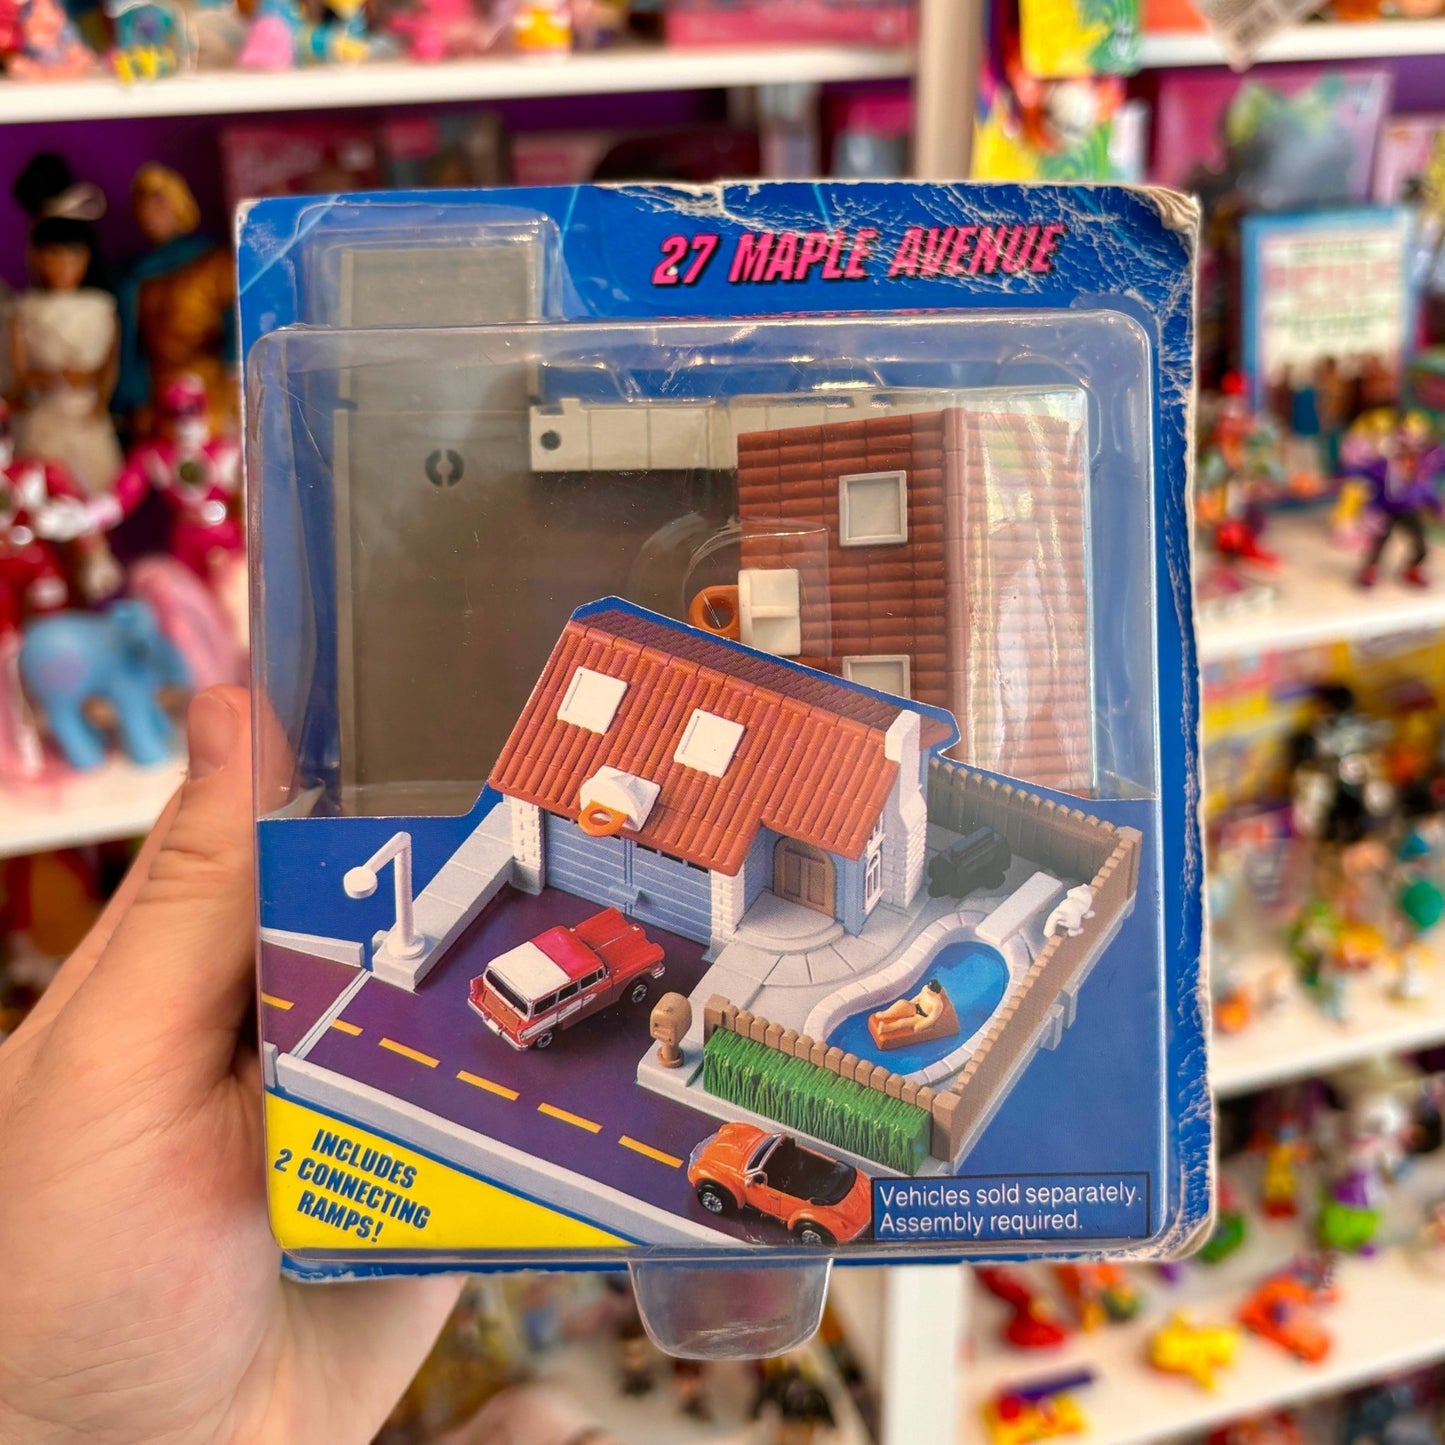 27 MAPLE AVENUE
INCLUDES
2 CONNECTING
RAMPS!
Vehicles sold separately.
Assembly required.